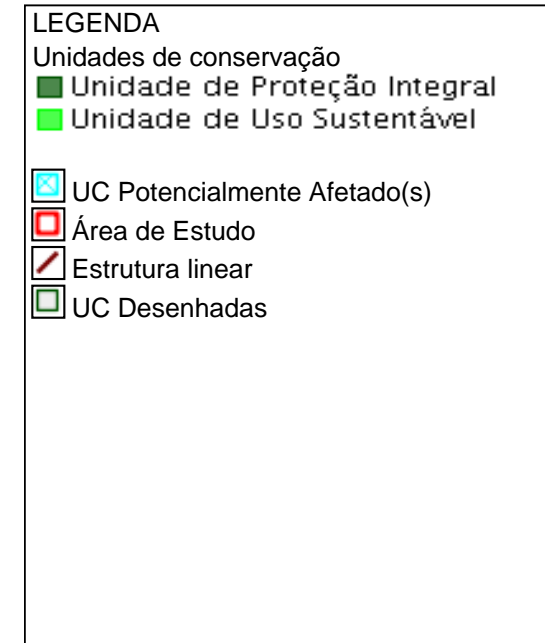 LEGENDA
Unidades de conservação
Unidade de Proteção Integral
Unidade de Uso Sustentável
UC Potencialmente Afetado(s)
Área de Estudo
Estrutura linear
UC Desenhadas